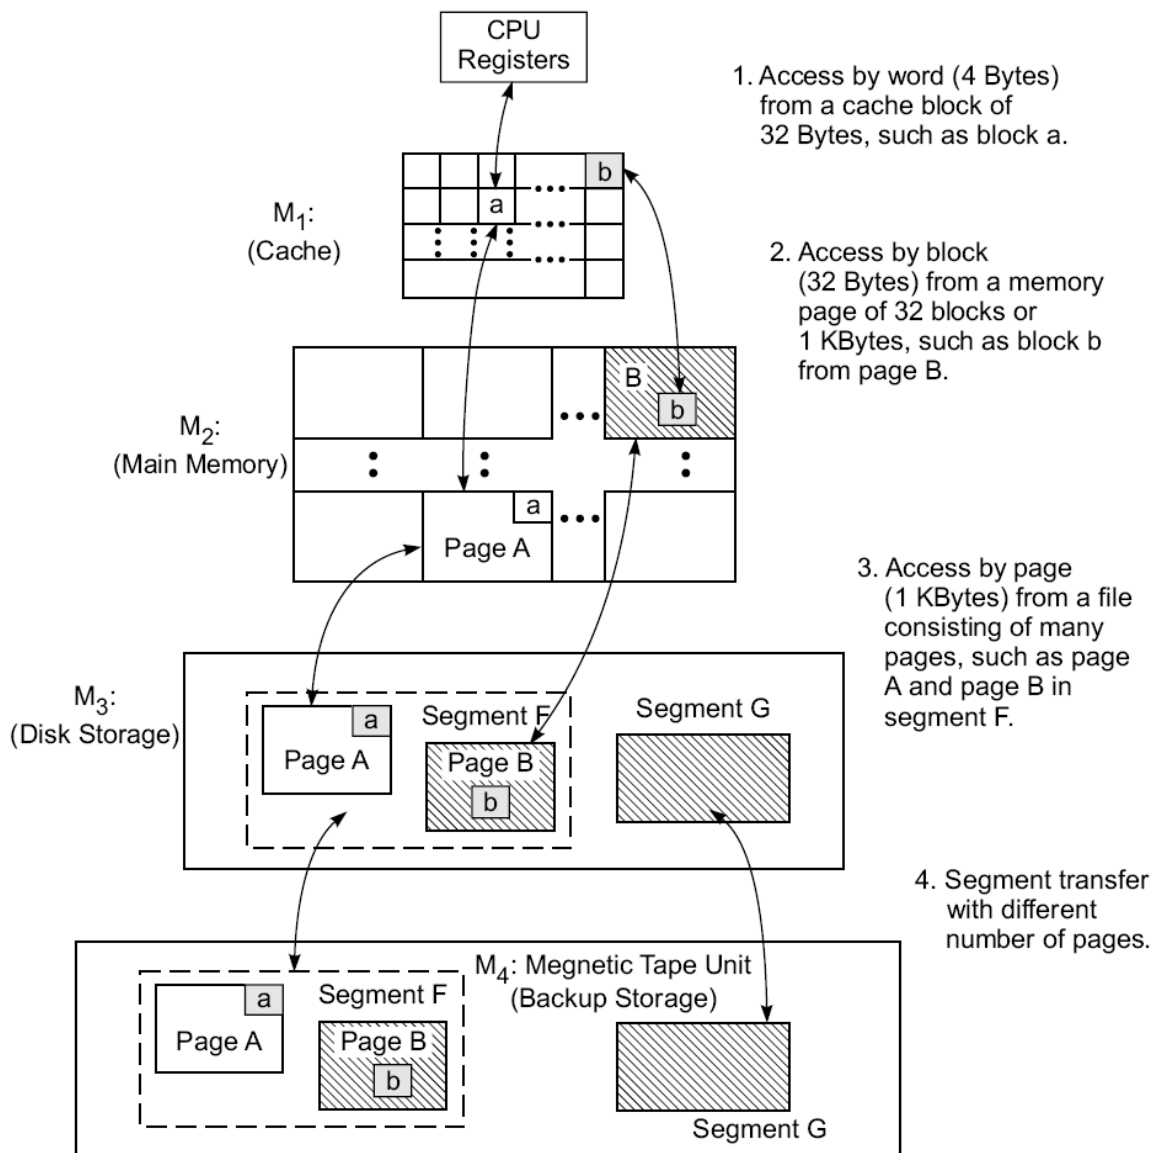 CPU
Registers
1. Access by word (4 Bytes)
from a cache block of
32 Bytes, such as block a.
b
a
M1:
(Cache)
2. Access by block
(32 Bytes) from a memory
page of 32 blocks or
1 KBytes, such as block b
from page B.
B
b
M2:
(Main Memory)
a
Page A
3. Access by page
(1 KBytes) from a file
consisting of many
pages, such as page
A and page B in
segment F.
M3:
(Disk Storage)
a
Page A
Segment F
Page B
b
Segment G
4. Segment transfer
with different
number of pages.
M4: Megnetic Tape Unit
(Backup Storage)
a
Page A
Segment F
Page B
b
Segment G